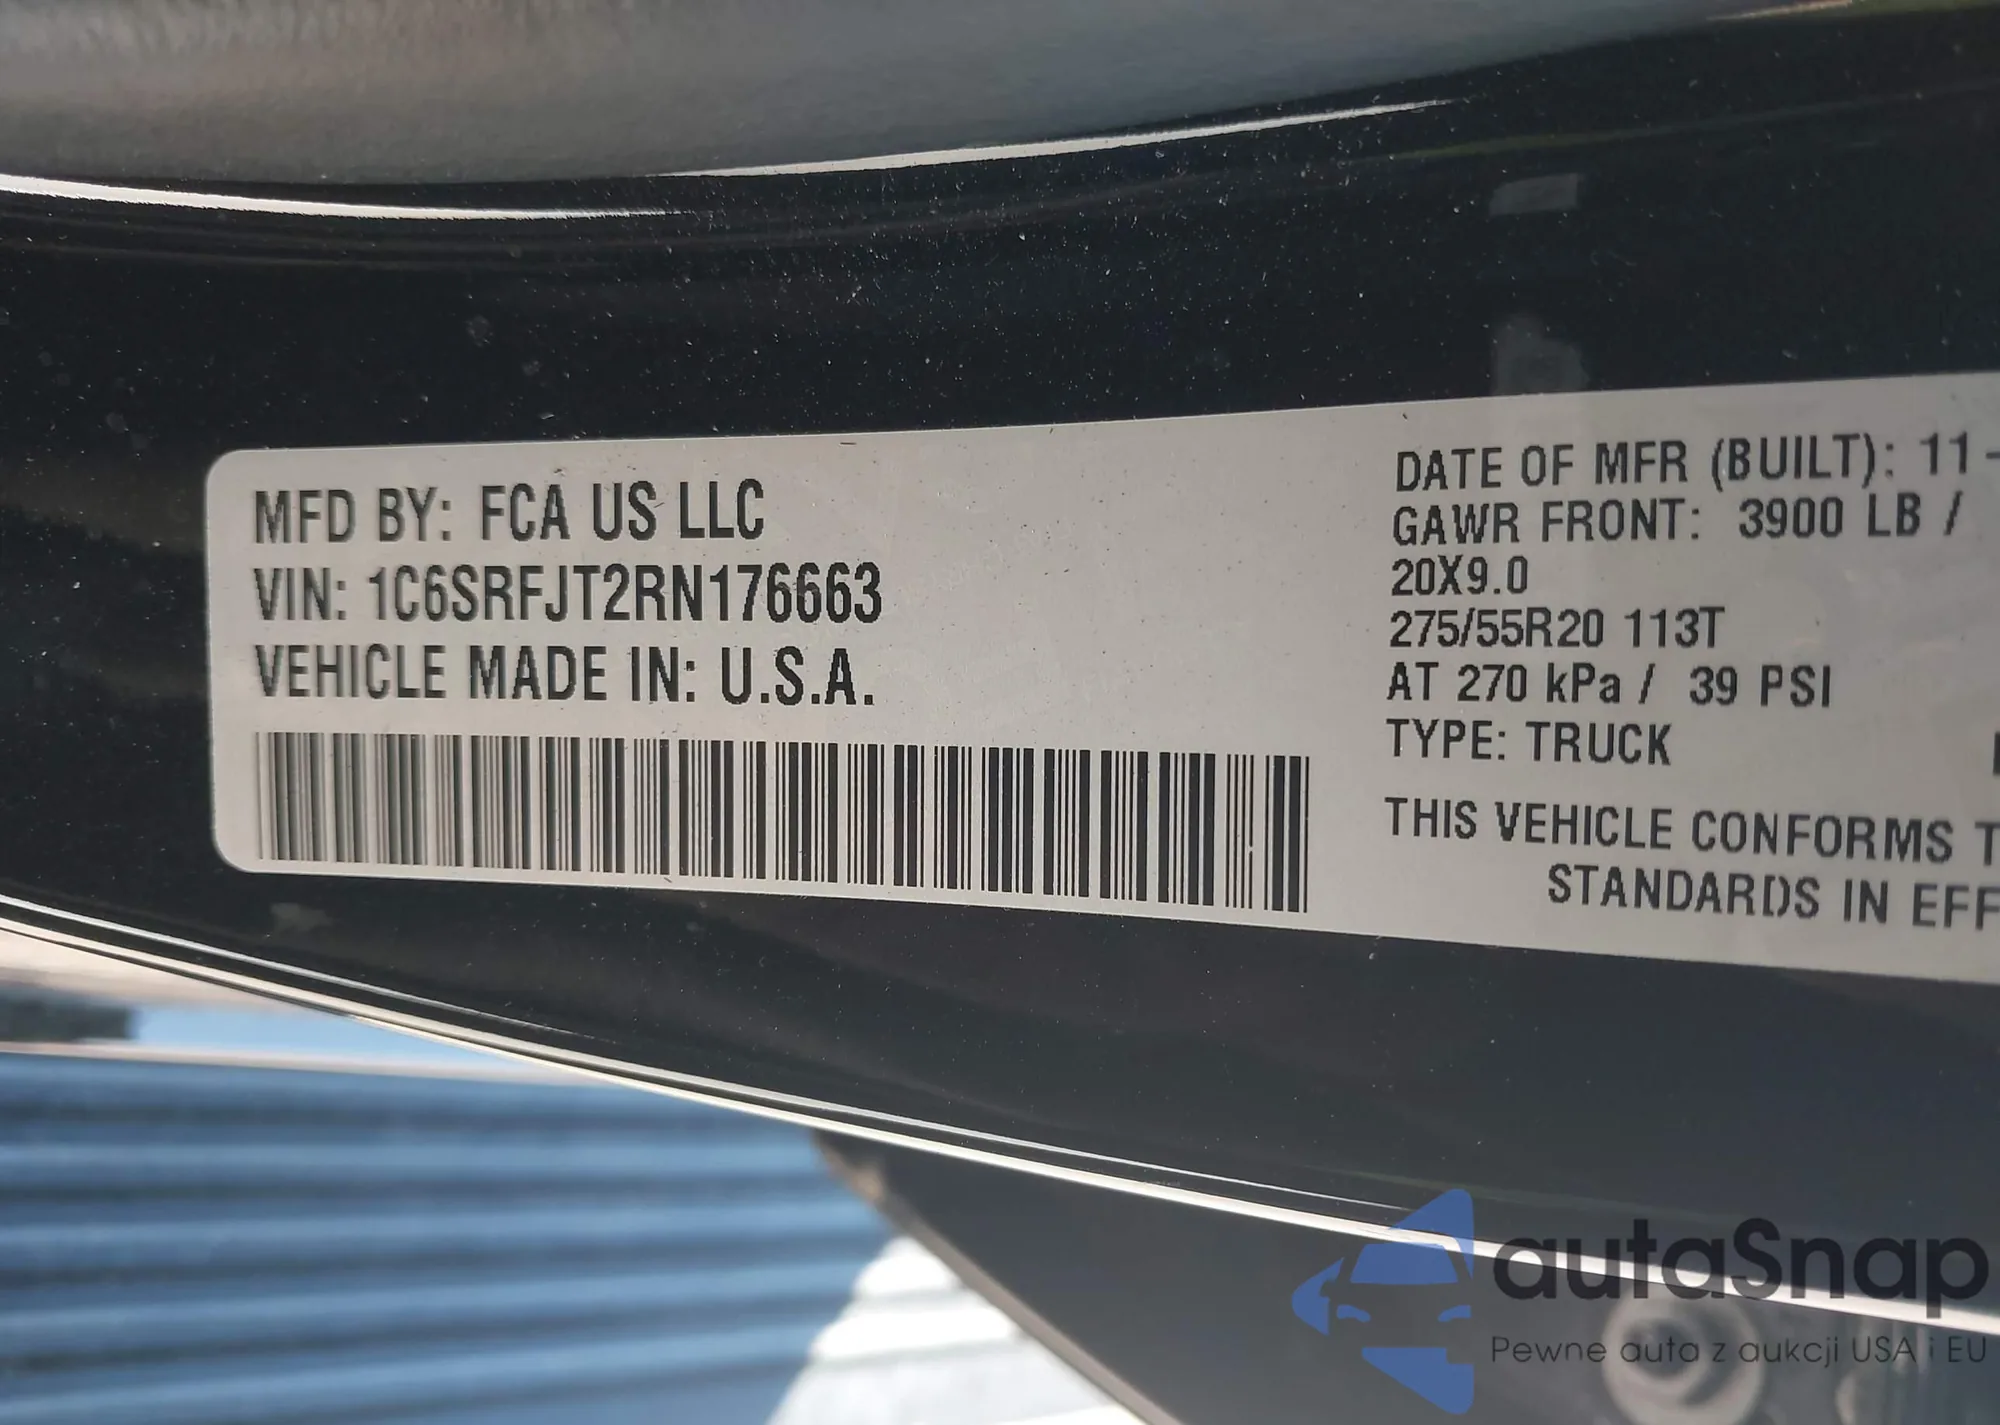 MFD BY: FCA US LLC
VIN: 1C6SRFJT2RN176663
VEHICLE MADE IN: U.S.A.
DATE OF MFR (BUILT): 11-
GAWR FRONT: 3900 LB /
20X9.0
275/55R20 113T
AT 270 kPa / 39 PSI
TYPE: TRUCK
THIS VEHICLE CONFORMS T
STANDARDS IN EFF
autaSnap
Pewne auta z aukcji USA i EU